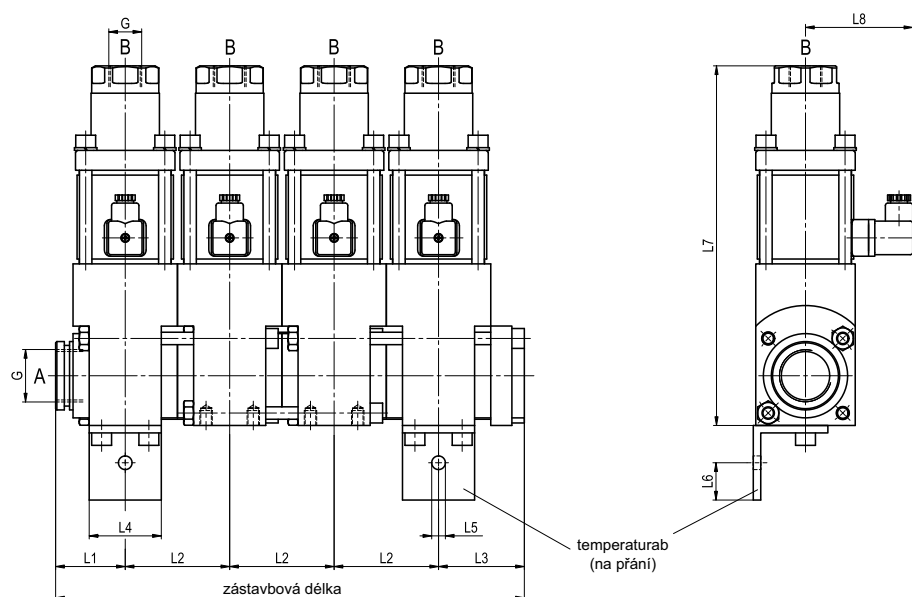 G
B B B B
L8
B
L7
G
A
L6
L4
L5
L1 L2 L2 L2 L3
temperaturab
(na přání)
zástavbová délka